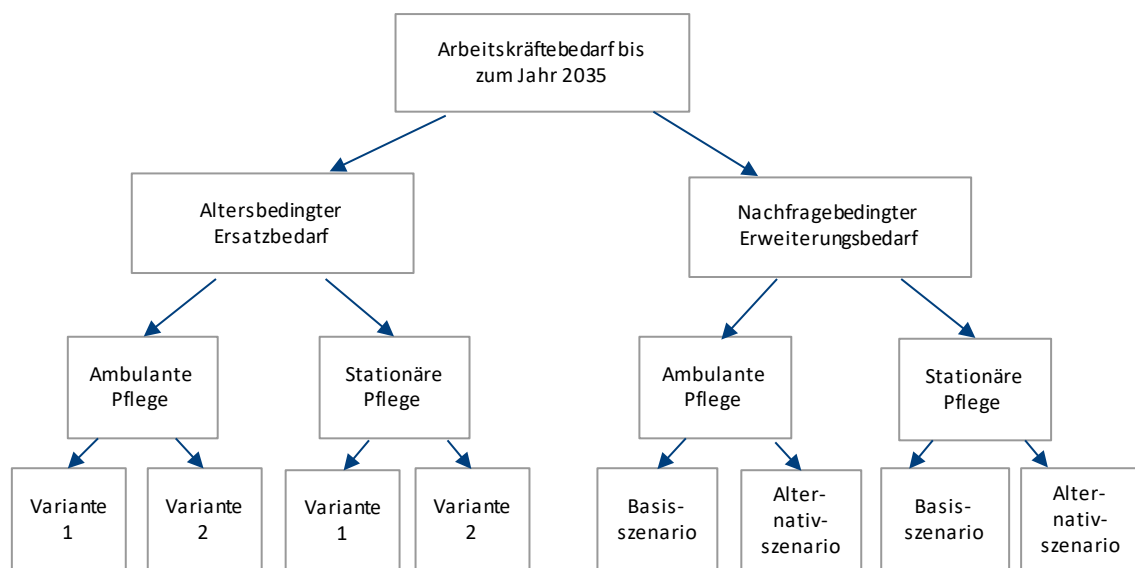 Arbeitskräftebedarf bis
zum Jahr 2035
Altersbedingter
Ersatzbedarf
Nachfragebedingter
Erweiterungsbedarf
Ambulante
Pflege
Stationäre
Pflege
Ambulante
Pflege
Stationäre
Pflege
Variante
1
Variante
2
Variante
1
Variante
2
Basis-
szenario
Alter-
nativ-
szenario
Basis-
szenario
Alter-
nativ-
szenario